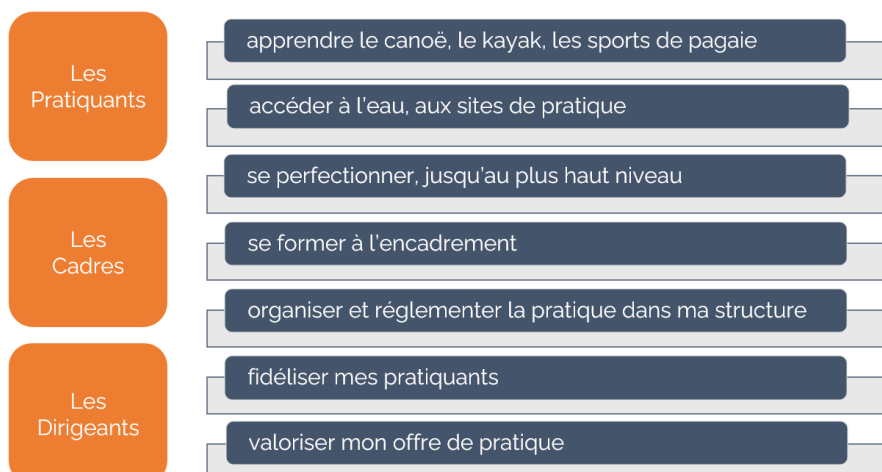 Les
Pratiquants
apprendre le canoë, le kayak, les sports de pagaie
accéder à l'eau, aux sites de pratique
se perfectionner, jusqu'au plus haut niveau
Les
Cadres
se former à l'encadrement
organiser et réglementer la pratique dans ma structure
Les
Dirigeants
fidéliser mes pratiquants
valoriser mon offre de pratique